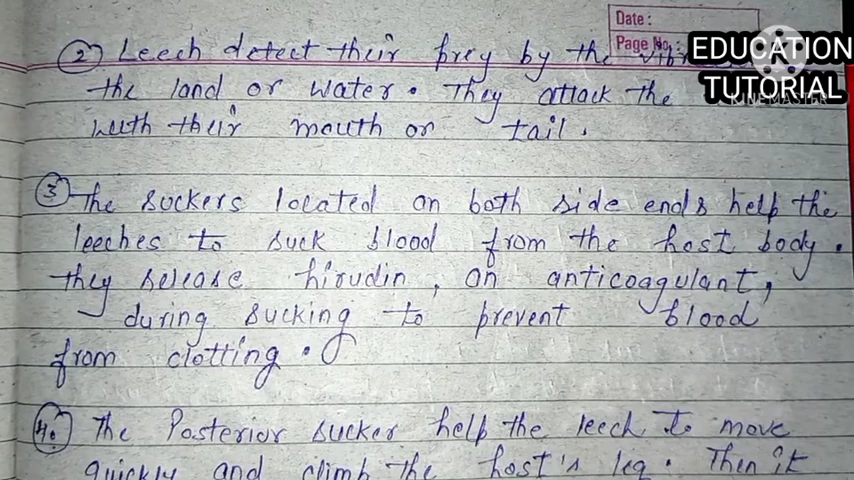 Date :
Page No :
EDUCATION
TUTORIAL
KINEMASTER
② Leech detect their prey by the
the land or water. They attack the
with their mouth or tail.
③ The suckers located on both side ends help the
leeches to suck blood from the host body.
they release hirudin, an anticoagulant,
during sucking to prevent blood
from clotting.
4. The Posterior sucker help the leech to move
quickly and climb the host's leg. Then it